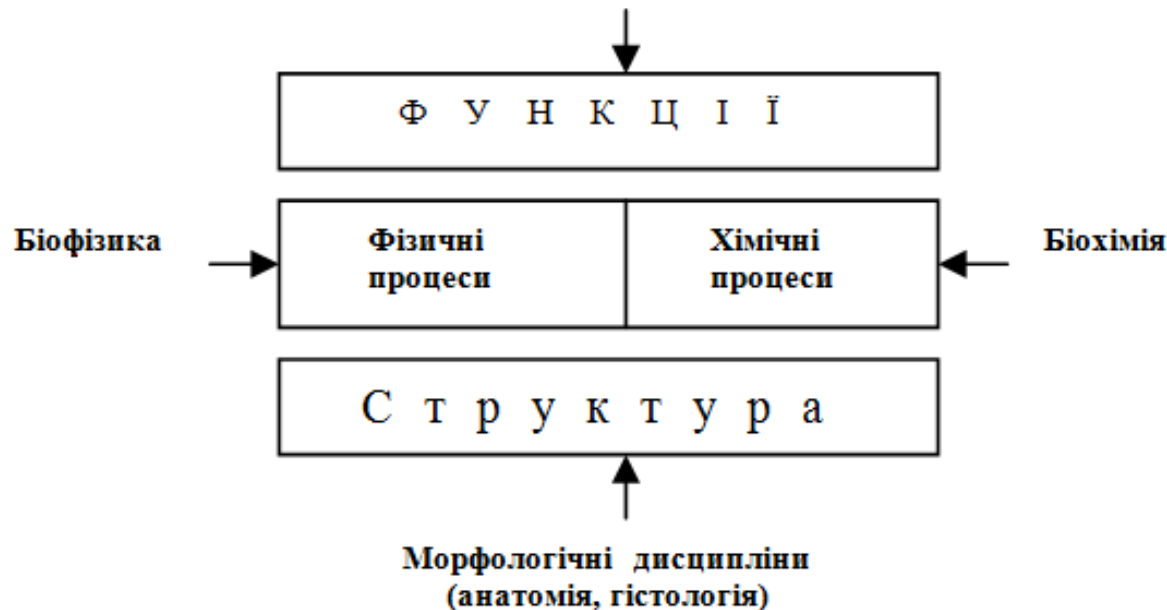 Ф У Н К Ц І Ї
Біофізика
Фізичні
процеси
Хімічні
процеси
Біохімія
С т р у к т у р а
Морфологічні дисципліни
(анатомія, гістологія)